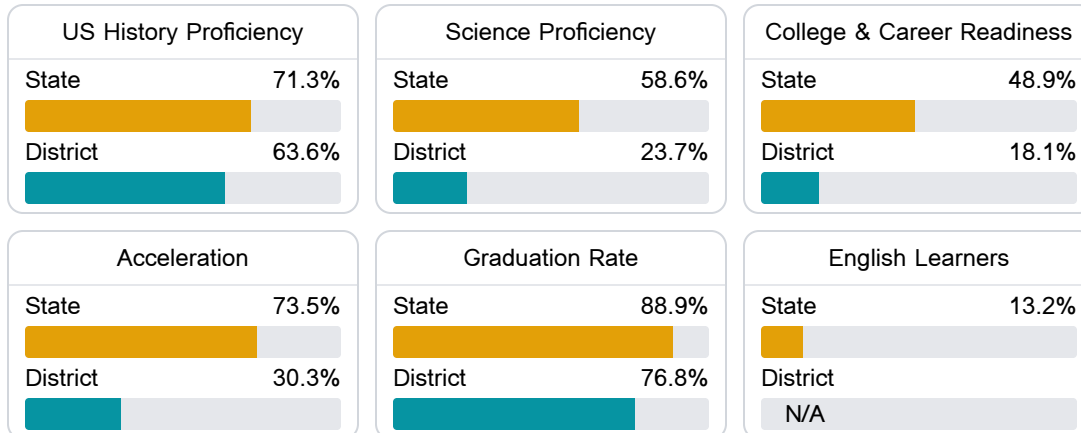 US History Proficiency
State 71.3%
District 63.6%
Science Proficiency
State 58.6%
District 23.7%
College & Career Readiness
State 48.9%
District 18.1%
Acceleration
State 73.5%
District 30.3%
Graduation Rate
State 88.9%
District 76.8%
English Learners
State 13.2%
District
N/A